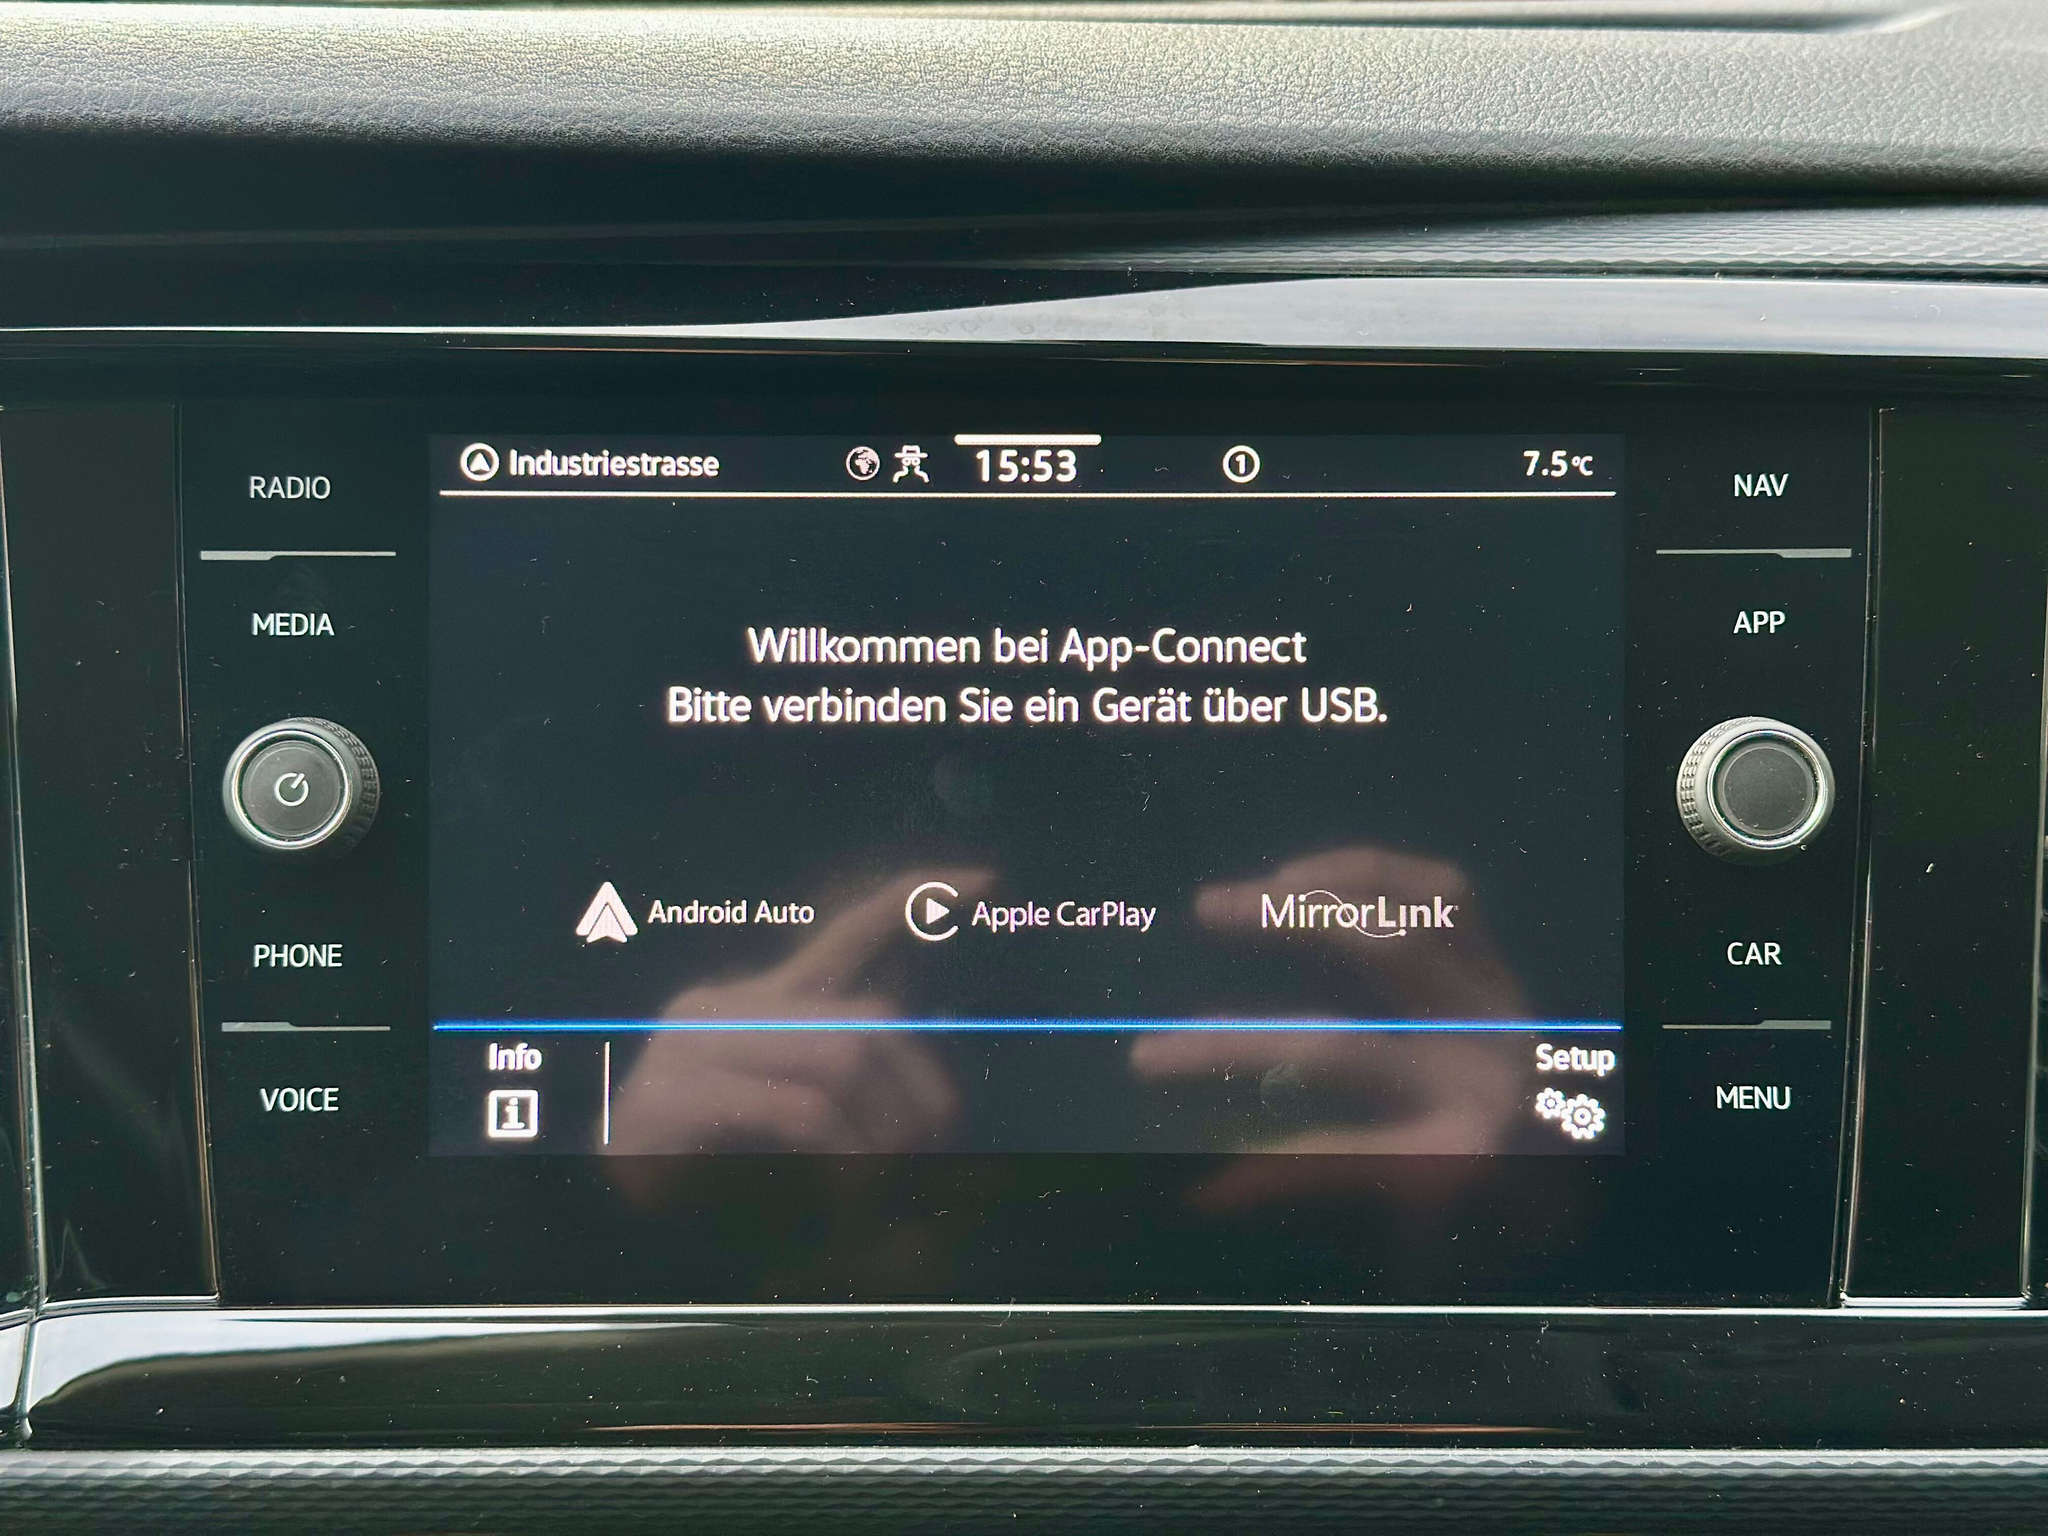 RADIO
MEDIA
PHONE
VOICE
Industriestrasse 15:53 1 7.5°C
Willkommen bei App-Connect
Bitte verbinden Sie ein Gerät über USB.
Android Auto Apple CarPlay MirrorLink
Info Setup
i
NAV
APP
CAR
MENU